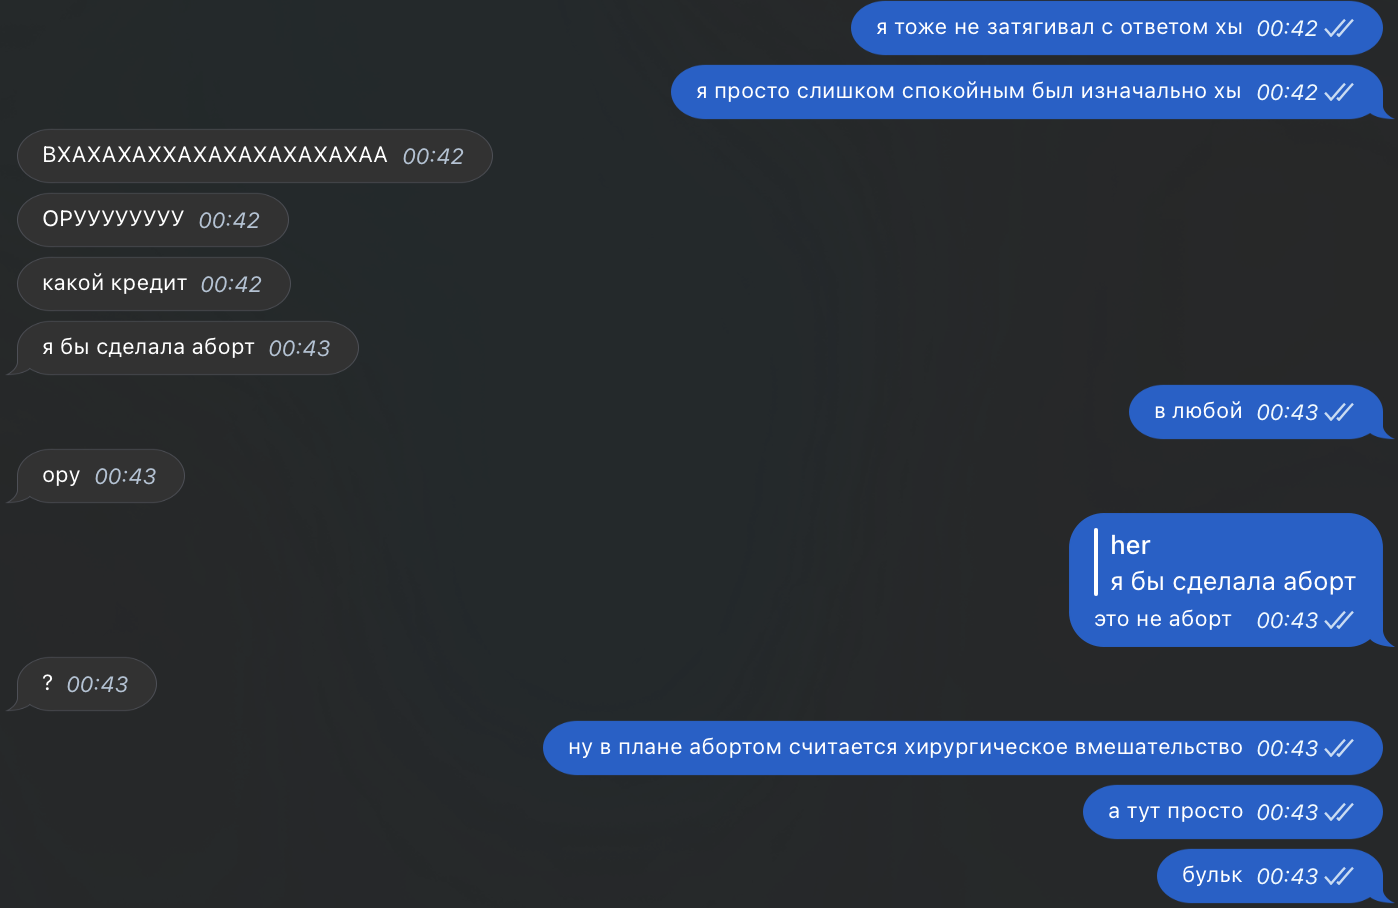 я тоже не затягивал с ответом хы 00:42
я просто слишком спокойным был изначально хы 00:42
ВХАХАХАХХАХАХАХАХАХАХАА 00:42
ОРУУУУУУУУ 00:42
какой кредит 00:42
я бы сделала аборт 00:43
в любой 00:43
ору 00:43
her
я бы сделала аборт
это не аборт 00:43
? 00:43
ну в плане абортом считается хирургическое вмешательство 00:43
а тут просто 00:43
бульк 00:43